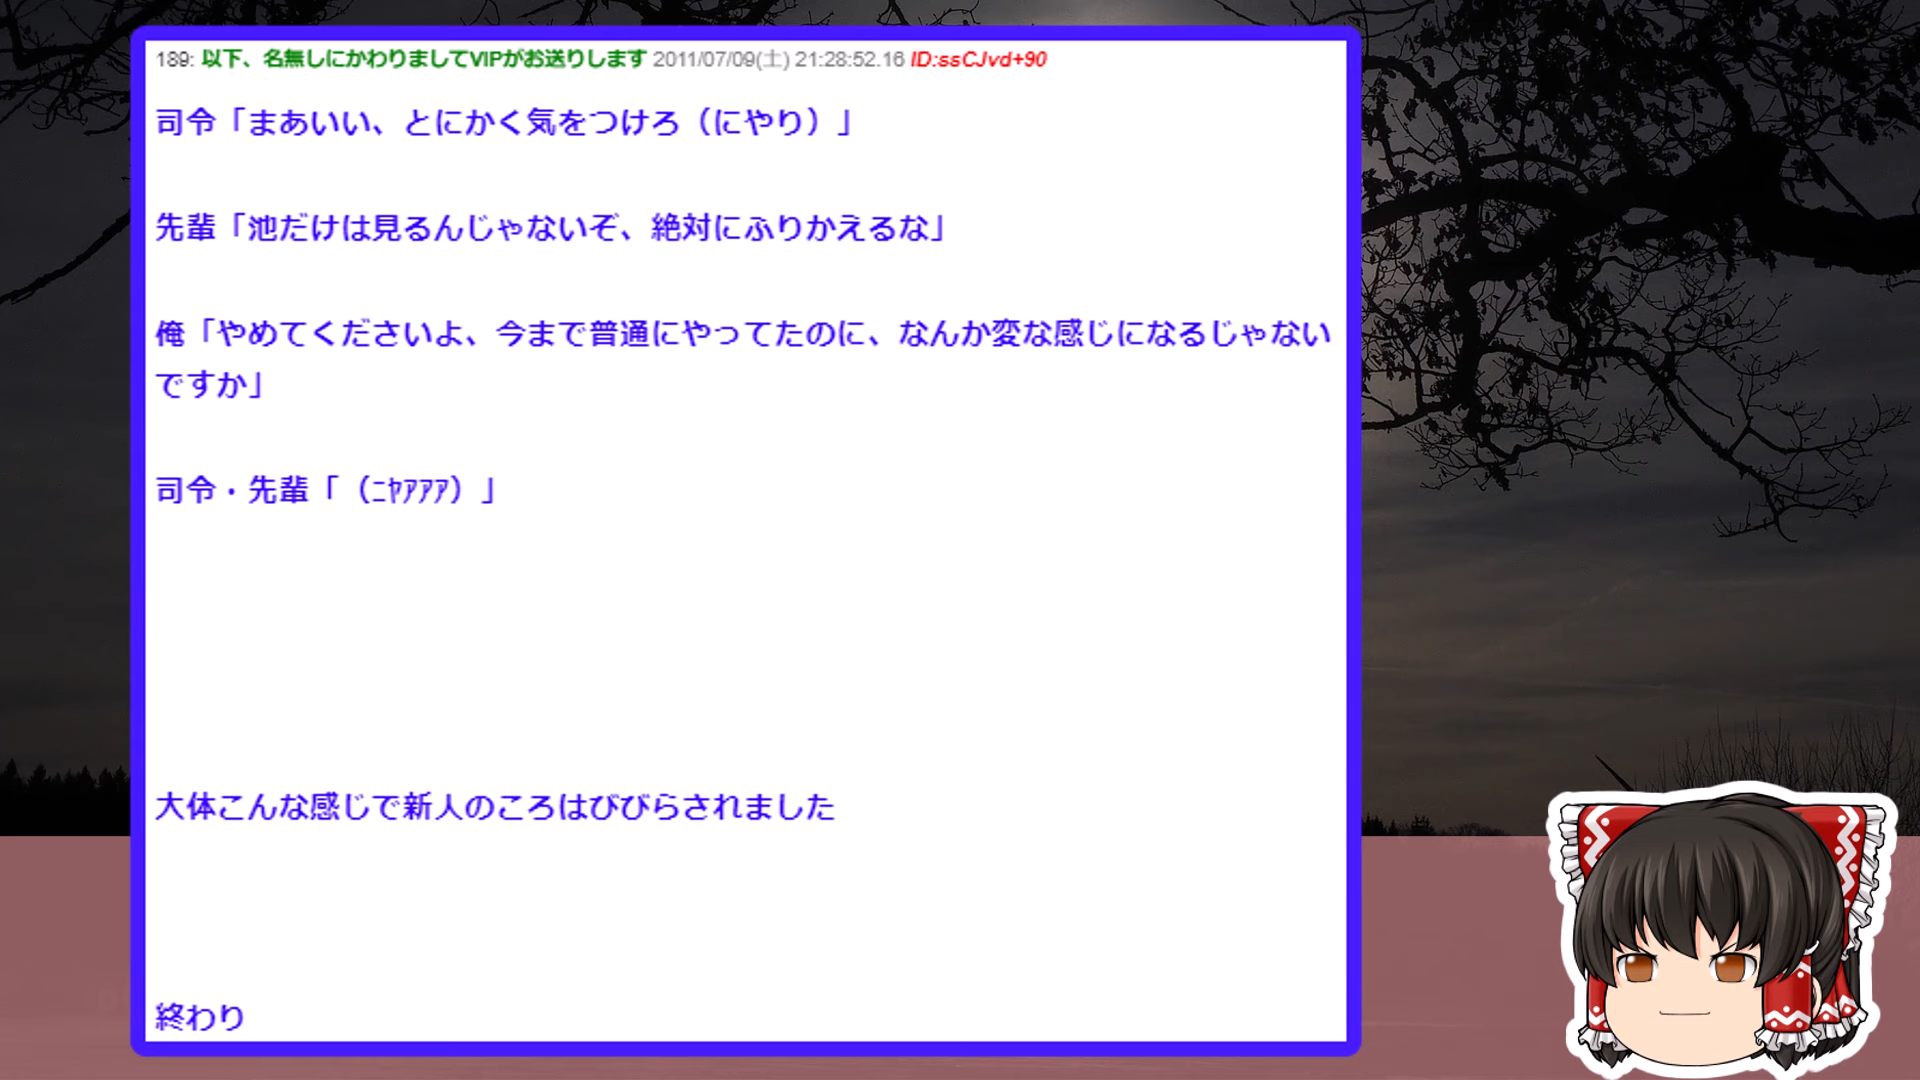 189: 以下、名無しにかわりましてVIPがお送りします 2011/07/09(土) 21:28:52.16 ID:ssCJvd+90
司令「まあいい、とにかく気をつけろ（にやり）」
先輩「池だけは見るんじゃないぞ、絶対にふりかえるな」
俺「やめてくださいよ、今まで普通にやってたのに、なんか変な感じになるじゃない
ですか」
司令・先輩「（ﾆﾔｱｱｱ）」
大体こんな感じで新人のころはびびらされました
終わり